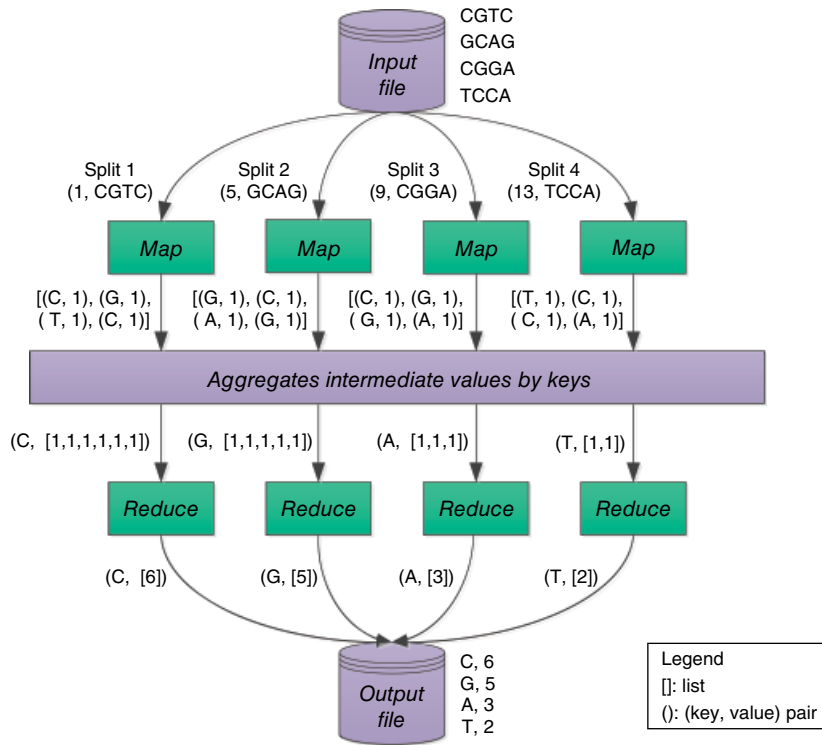 CGTC
GCAG
CGGA
TCCA
Input
file
Split 1
(1, CGTC)
Split 2
(5, GCAG)
Split 3
(9, CGGA)
Split 4
(13, TCCA)
Map
Map
Map
Map
[(C, 1), (G, 1),
( T, 1), (C, 1)]
[(G, 1), (C, 1),
( A, 1), (G, 1)]
[(C, 1), (G, 1),
( G, 1), (A, 1)]
[(T, 1), (C, 1),
( C, 1), (A, 1)]
Aggregates intermediate values by keys
(C, [1,1,1,1,1,1])
(G, [1,1,1,1,1])
(A, [1,1,1])
(T, [1,1])
Reduce
Reduce
Reduce
Reduce
(C, [6])
(G, [5])
(A, [3])
(T, [2])
Output
file
C, 6
G, 5
A, 3
T, 2
Legend
[]: list
(): (key, value) pair